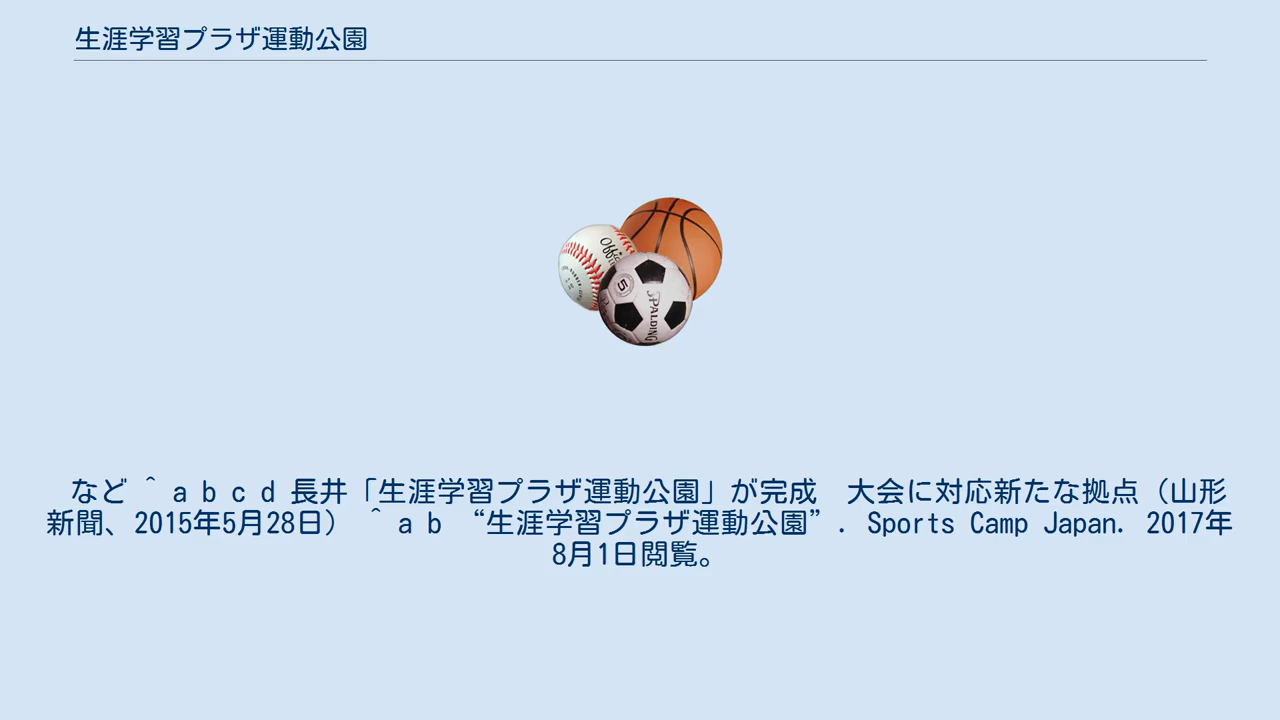 生涯学習プラザ運動公園
Offic
5
SPALDING
など ^ a b c d 長井「生涯学習プラザ運動公園」が完成　大会に対応新たな拠点（山形
新聞、2015年5月28日） ^ a b “生涯学習プラザ運動公園”. Sports Camp Japan. 2017年
8月1日閲覧。